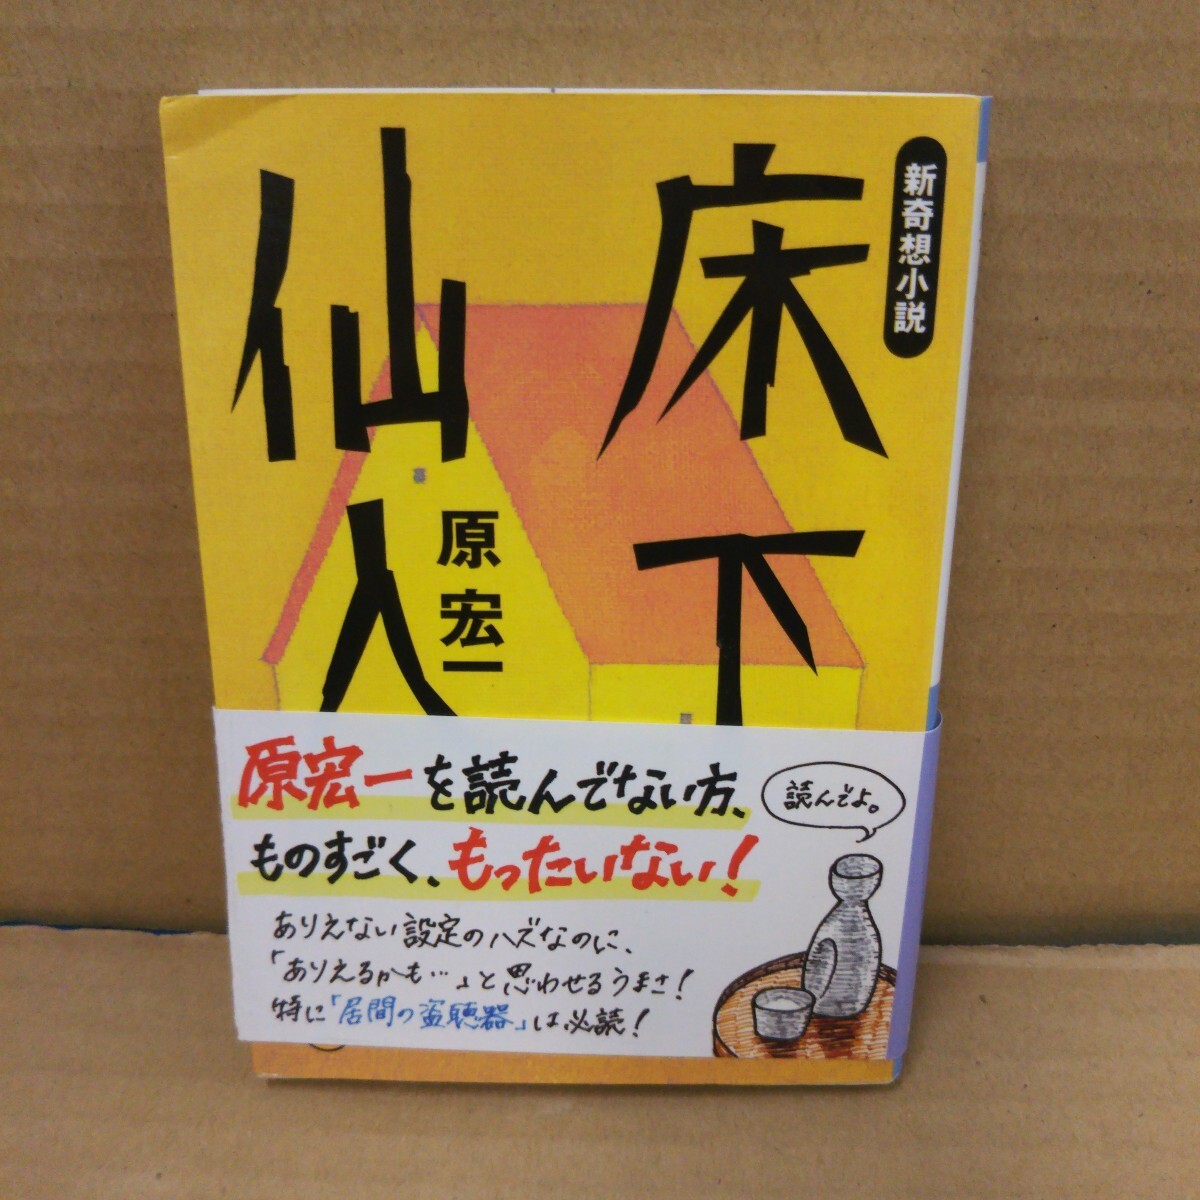 新奇想小説
床下
仙人
原宏一
原宏一を読んでない方、
ものすごく、もったいない!
読んでよ。
ありえない設定のハズなのに、
「ありえるかも…」と思わせるうまさ!
特に「居間の盗聴器」は必読!